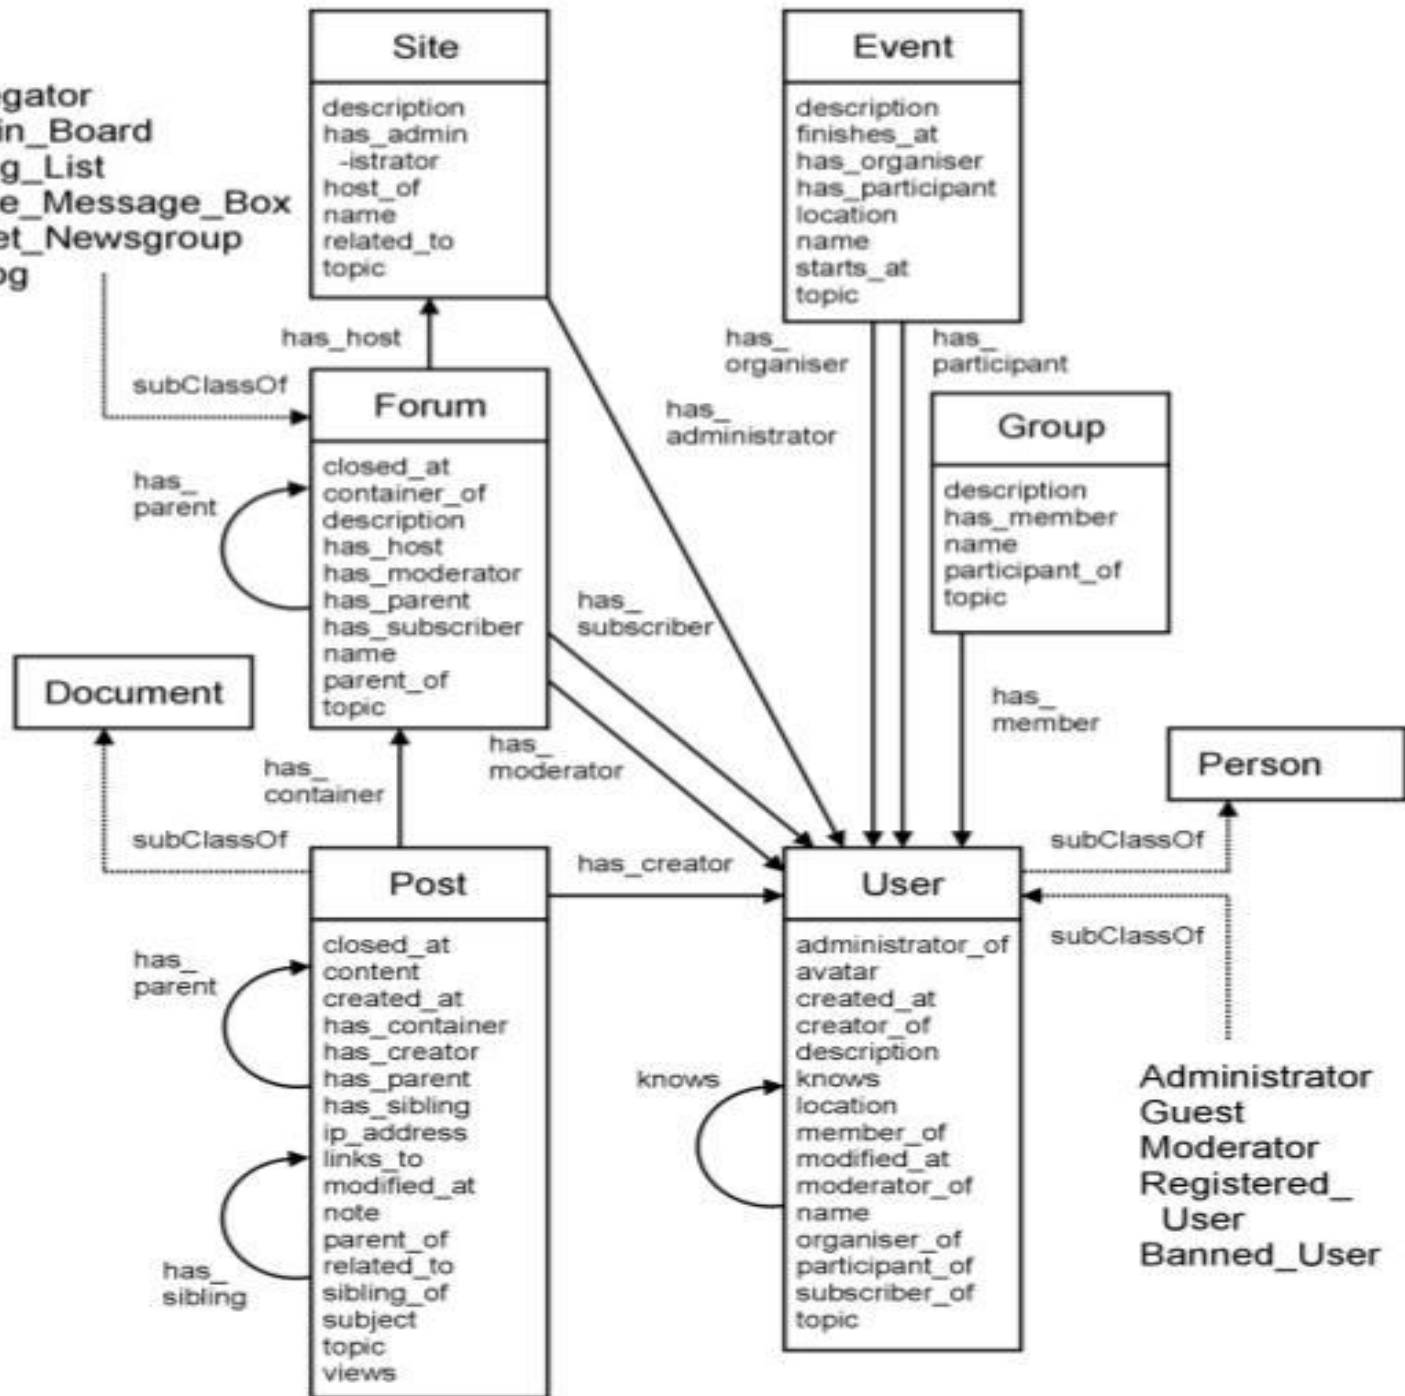 Site
description
has_admin
-istrator
host_of
name
related_to
topic
Event
description
finishes_at
has_organiser
has_participant
location
name
starts_at
topic
egator
in_Board
g_List
e_Message_Box
et_Newsgroup
og
subClassOf
has_host
has_
organiser
has_
participant
has_
administrator
Forum
closed_at
container_of
description
has_host
has_moderator
has_parent
has_subscriber
name
parent_of
topic
has_
parent
has_
subscriber
has_
moderator
Group
description
has_member
name
participant_of
topic
has_
member
Document
subClassOf
has_
container
Person
subClassOf
Post
closed_at
content
created_at
has_container
has_creator
has_parent
has_sibling
ip_address
links_to
modified_at
note
parent_of
related_to
sibling_of
subject
topic
views
has_
parent
has_
sibling
has_creator
User
administrator_of
avatar
created_at
creator_of
description
knows
location
member_of
modified_at
moderator_of
name
organiser_of
participant_of
subscriber_of
topic
knows
subClassOf
Administrator
Guest
Moderator
Registered_
User
Banned_User